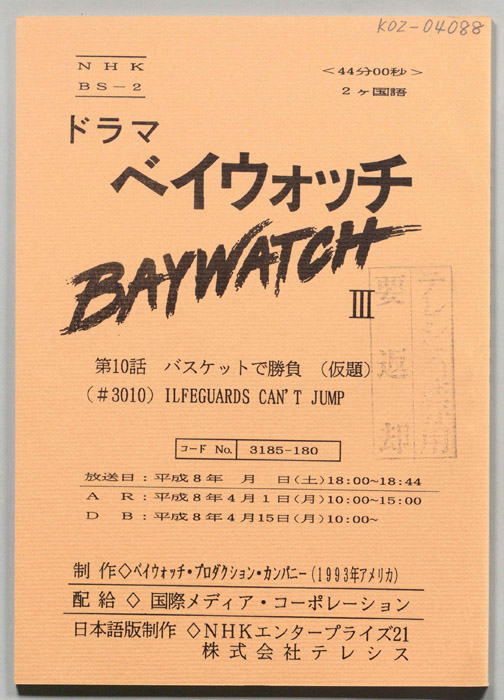 KOZ-04088
NHK
BS-2
<44分00秒>
2ヶ国語
ドラマ
ベイウォッチ
BAYWATCH
III
第10話 バスケットで勝負 (仮題)
(#3010) ILFEGUARDS CAN'T JUMP
コード No. 3185-180
放送日:平成8年 月 日(土)18:00~18:44
A R:平成8年4月1日(月)10:00~15:00
D B:平成8年4月15日(月)10:00~
制作◇ベイウォッチ・プロダクション・カンパニー(1993年アメリカ)
配給◇国際メディア・コーポレーション
日本語版制作◇NHKエンタープライズ21
株式会社テレシス
要返却